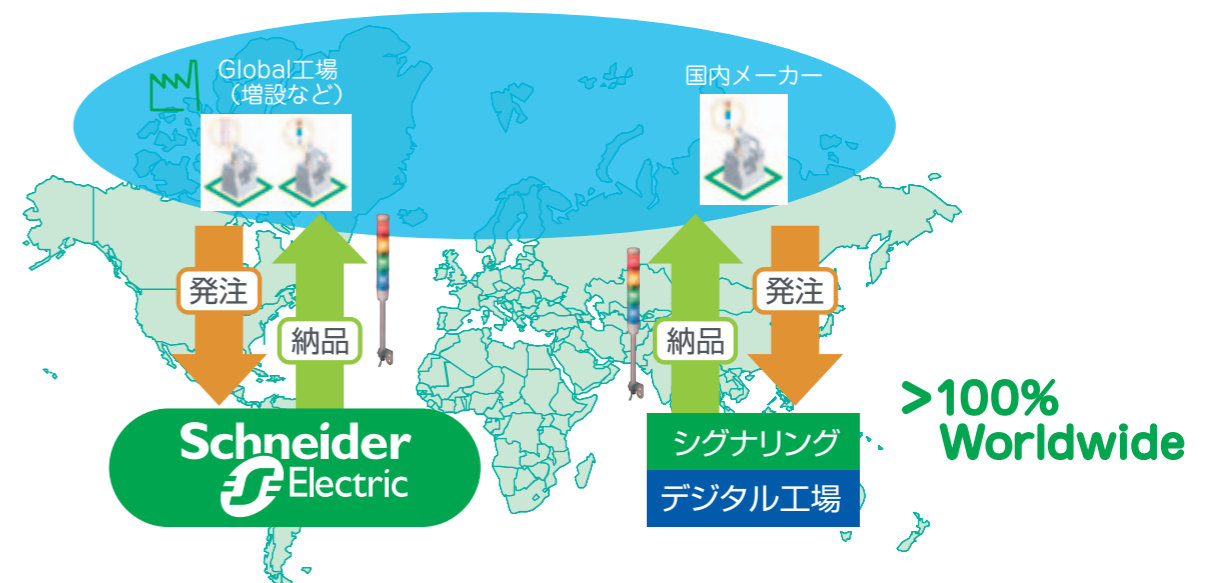 Global工場
（増設など）
国内メーカー
発注
納品
納品
発注
Schneider
Electric
シグナリング
デジタル工場
>100%
Worldwide